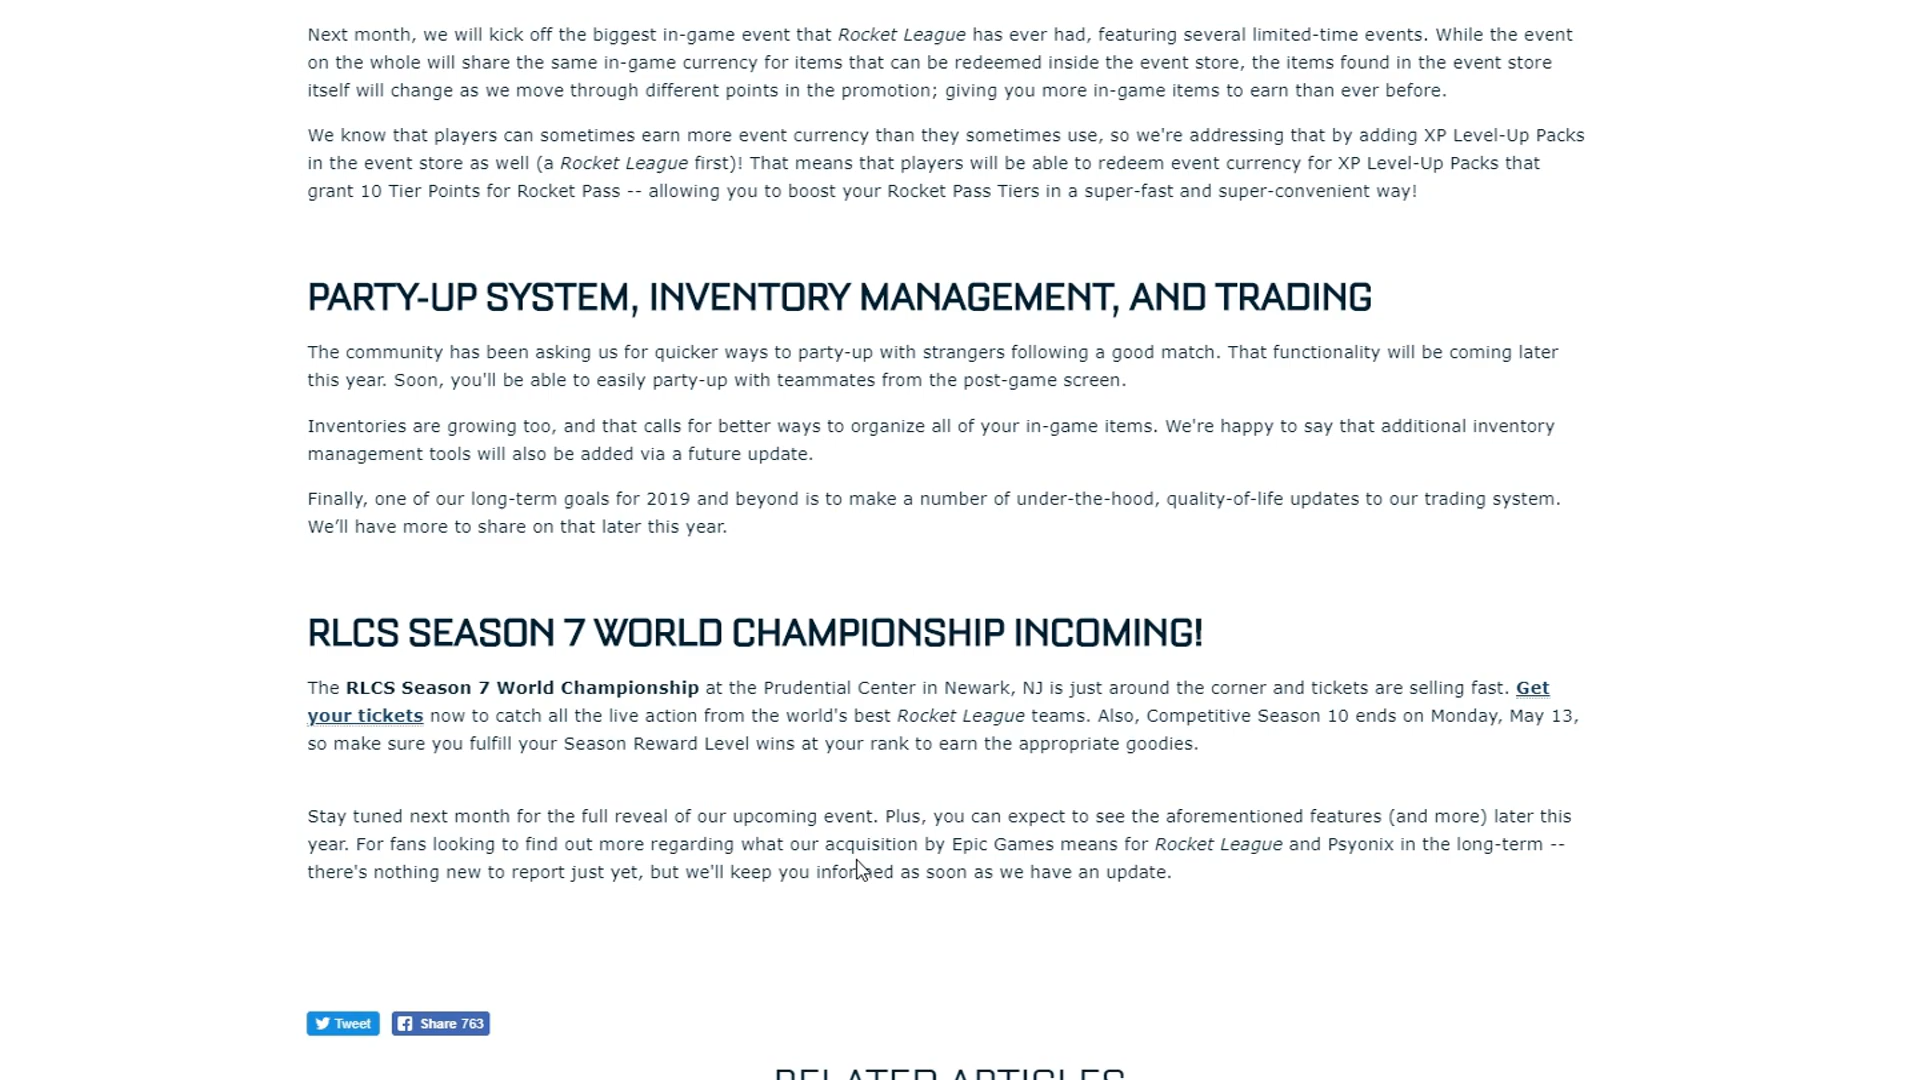 Next month, we will kick off the biggest in-game event that Rocket League has ever had, featuring several limited-time events. While the event
on the whole will share the same in-game currency for items that can be redeemed inside the event store, the items found in the event store
itself will change as we move through different points in the promotion; giving you more in-game items to earn than ever before.
We know that players can sometimes earn more event currency than they sometimes use, so we're addressing that by adding XP Level-Up Packs
in the event store as well (a Rocket League first)! That means that players will be able to redeem event currency for XP Level-Up Packs that
grant 10 Tier Points for Rocket Pass -- allowing you to boost your Rocket Pass Tiers in a super-fast and super-convenient way!
PARTY-UP SYSTEM, INVENTORY MANAGEMENT, AND TRADING
The community has been asking us for quicker ways to party-up with strangers following a good match. That functionality will be coming later
this year. Soon, you'll be able to easily party-up with teammates from the post-game screen.
Inventories are growing too, and that calls for better ways to organize all of your in-game items. We're happy to say that additional inventory
management tools will also be added via a future update.
Finally, one of our long-term goals for 2019 and beyond is to make a number of under-the-hood, quality-of-life updates to our trading system.
We’ll have more to share on that later this year.
RLCS SEASON 7 WORLD CHAMPIONSHIP INCOMING!
The RLCS Season 7 World Championship at the Prudential Center in Newark, NJ is just around the corner and tickets are selling fast. Get
your tickets now to catch all the live action from the world's best Rocket League teams. Also, Competitive Season 10 ends on Monday, May 13,
so make sure you fulfill your Season Reward Level wins at your rank to earn the appropriate goodies.
Stay tuned next month for the full reveal of our upcoming event. Plus, you can expect to see the aforementioned features (and more) later this
year. For fans looking to find out more regarding what our acquisition by Epic Games means for Rocket League and Psyonix in the long-term --
there's nothing new to report just yet, but we'll keep you informed as soon as we have an update.
Tweet
Share 763
RELATED ARTICLES